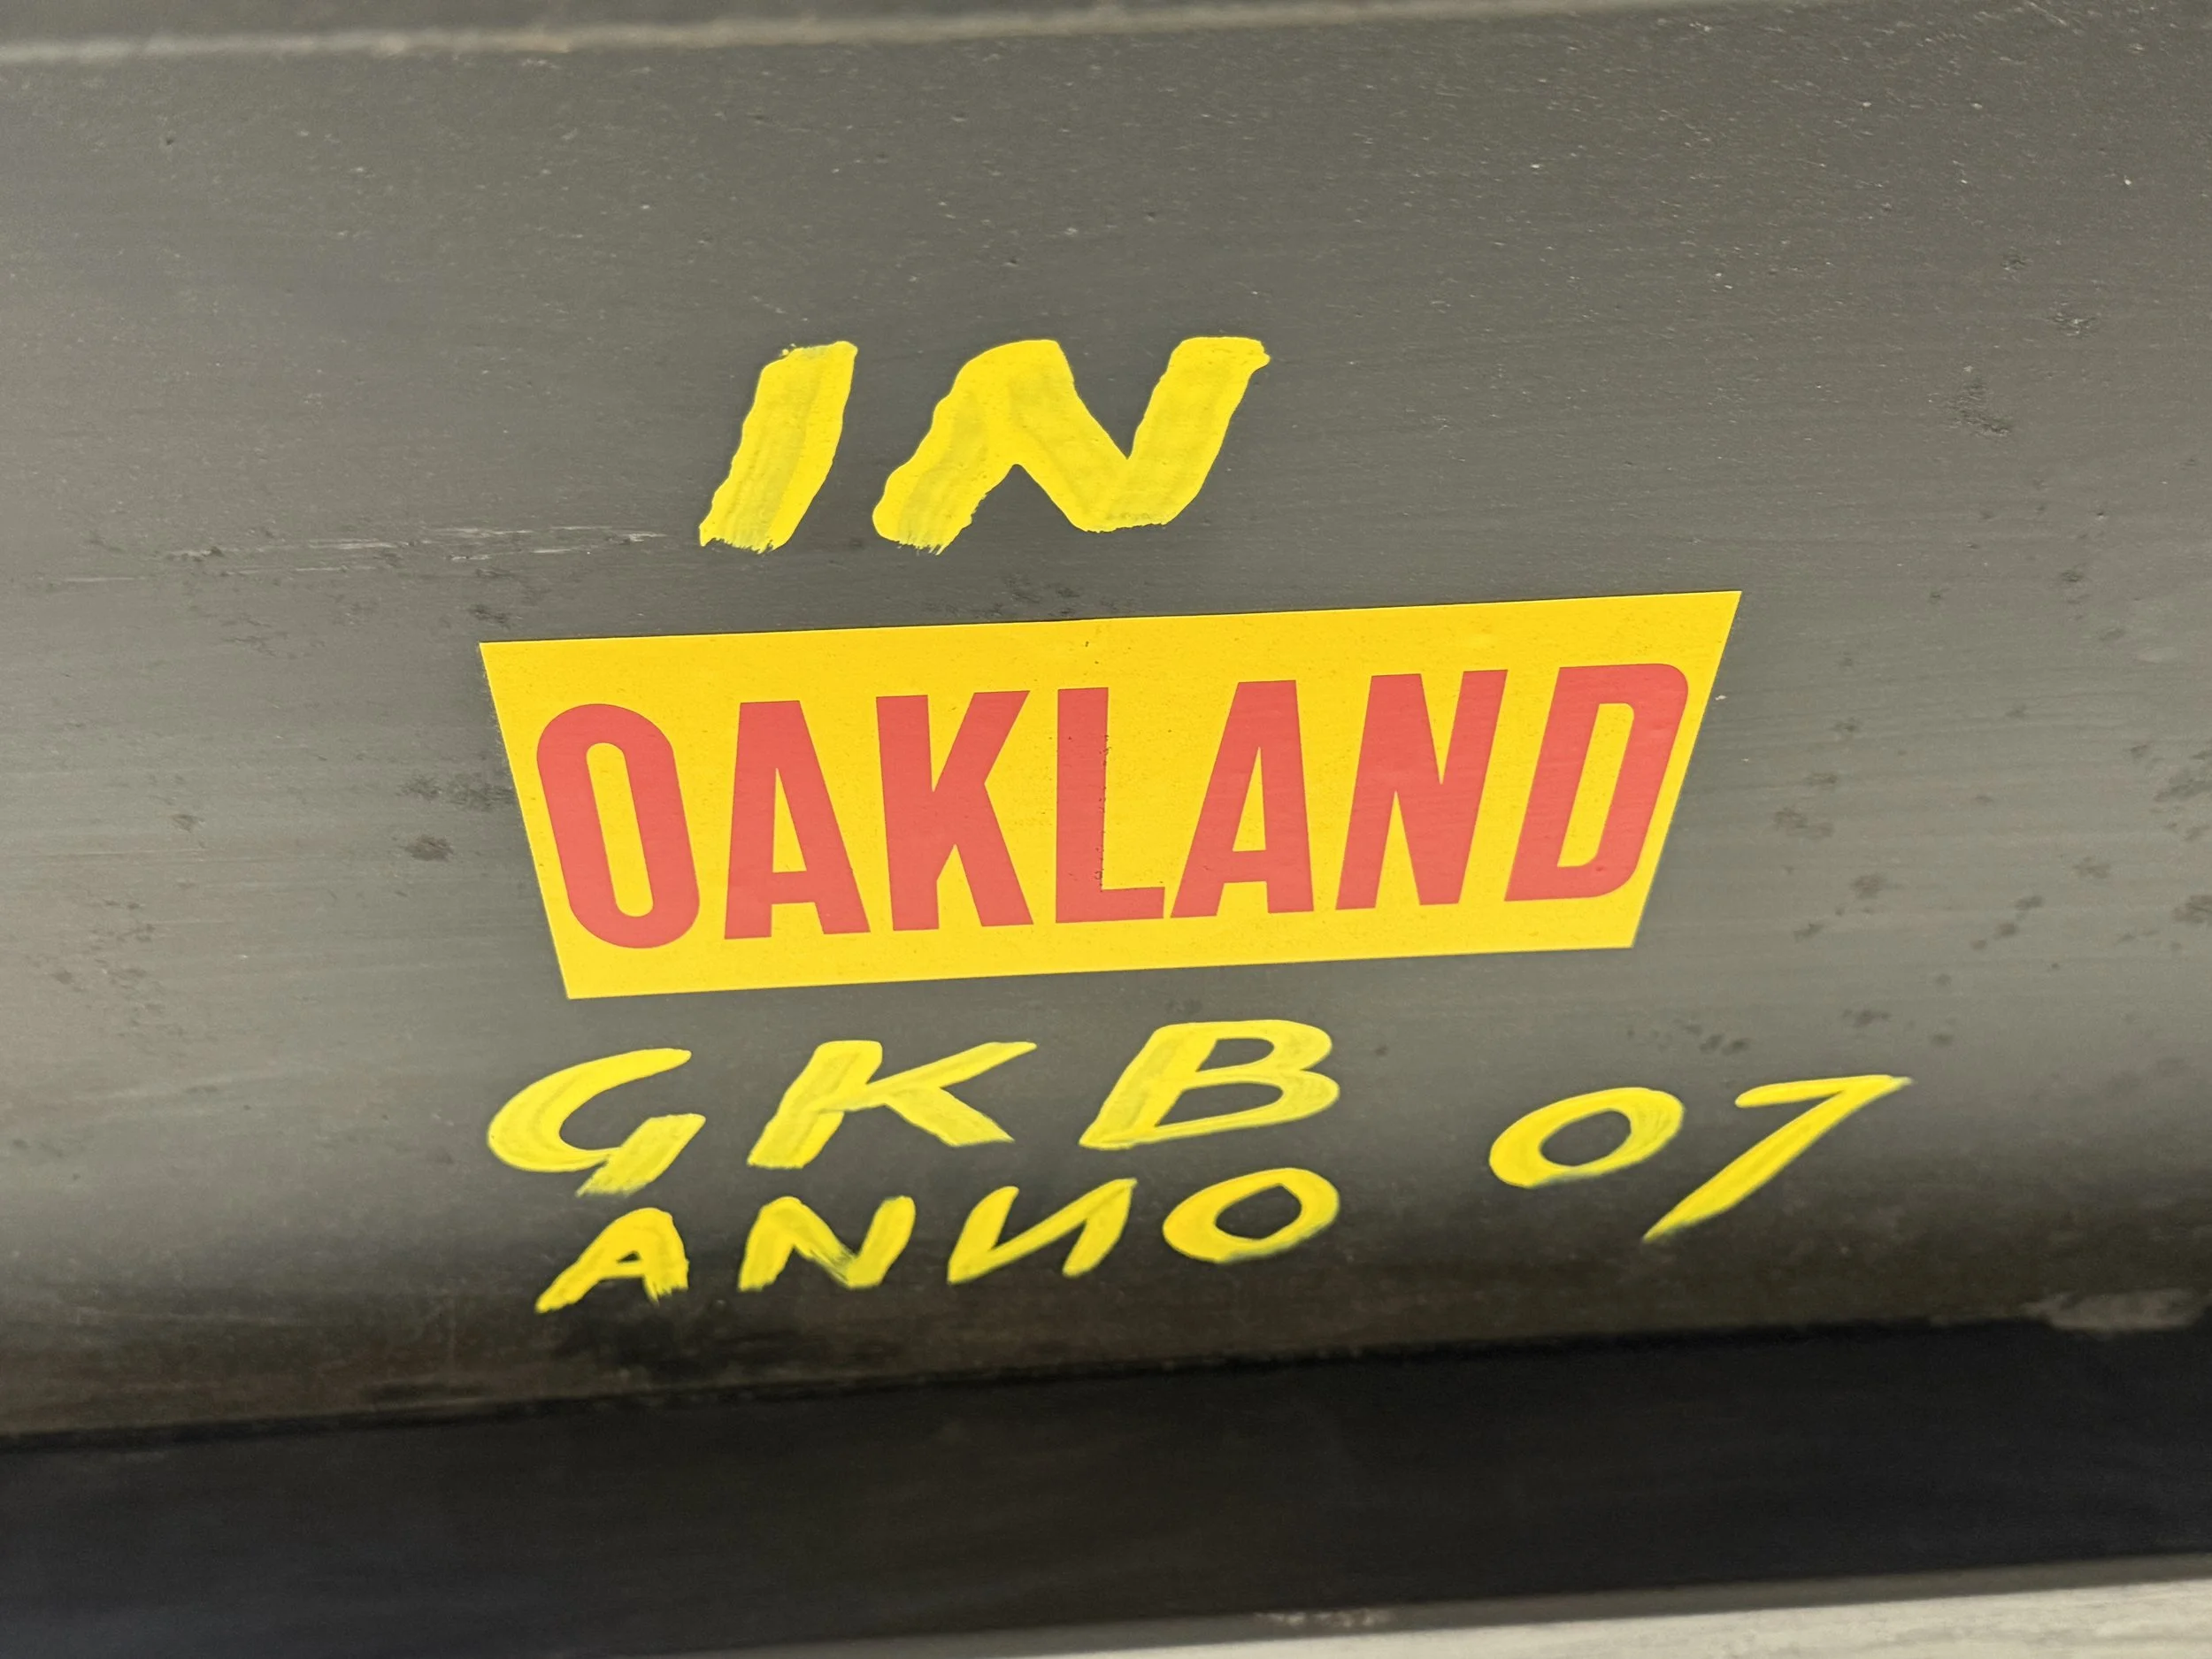 IN
OAKLAND
GKB
ANNO 07